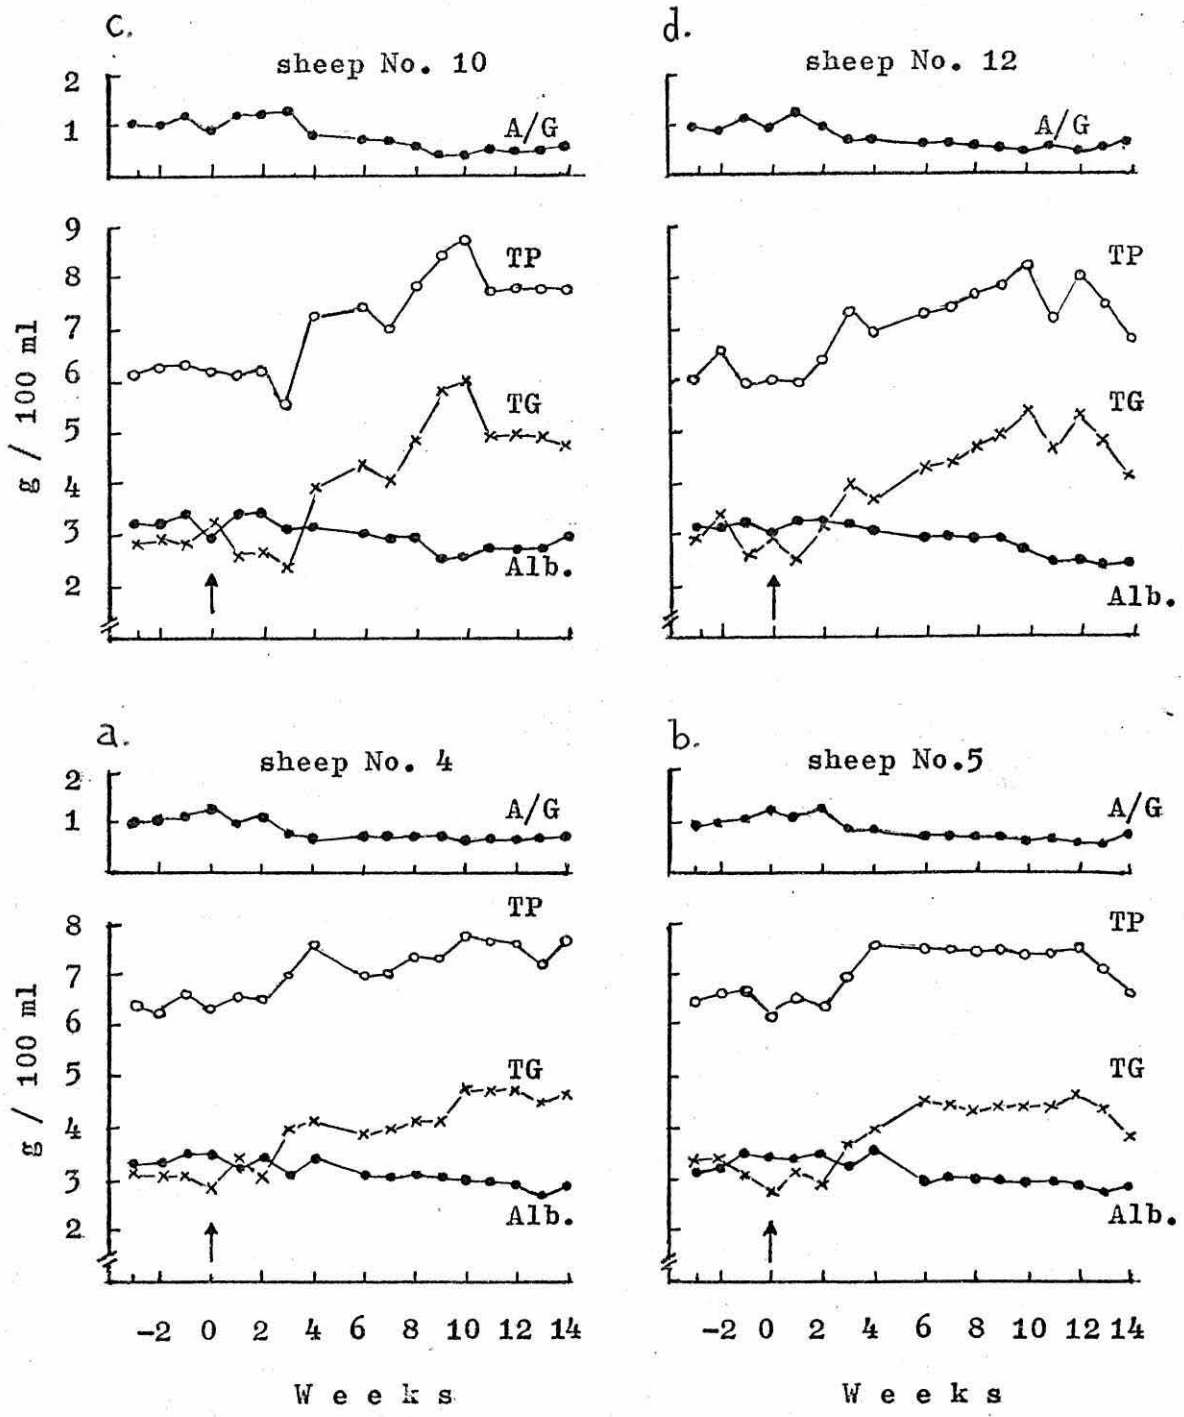 c.
sheep No. 10
2
1
A/G
9
8
7
6
5
4
3
2
g / 100 ml
TP
TG
Alb.
d.
sheep No. 12
A/G
TP
TG
Alb.
a.
sheep No. 4
2
1
A/G
8
7
6
5
4
3
2
g / 100 ml
TP
TG
Alb.
-2 0 2 4 6 8 10 12 14
Weeks
b.
sheep No.5
A/G
TP
TG
Alb.
-2 0 2 4 6 8 10 12 14
Weeks